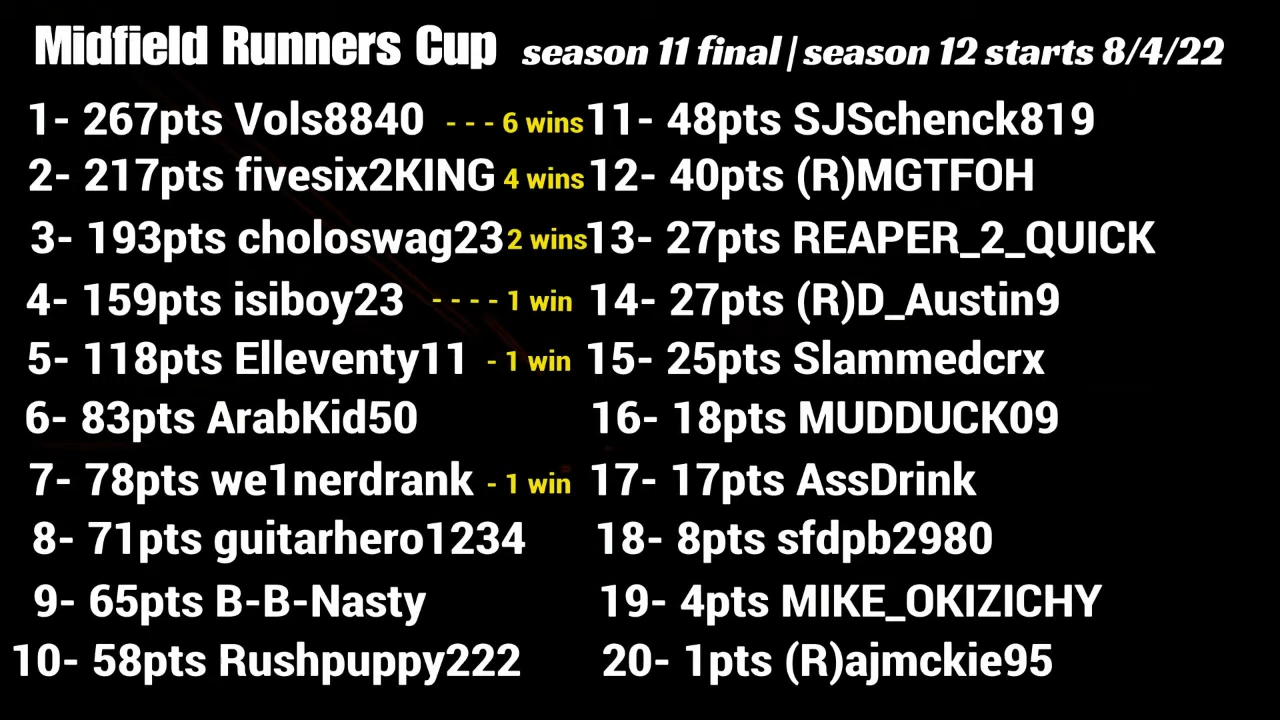 Midfield Runners Cup season 11 final | season 12 starts 8/4/22
1- 267pts Vols8840 - - - 6 wins
2- 217pts fivesix2KING 4 wins
3- 193pts choloswag23 2 wins
4- 159pts isiboy23 - - - - 1 win
5- 118pts Elleventy11 - 1 win
6- 83pts ArabKid50
7- 78pts we1nerdrank - 1 win
8- 71pts guitarhero1234
9- 65pts B-B-Nasty
10- 58pts Rushpuppy222
11- 48pts SJSchenck819
12- 40pts (R)MGTFOH
13- 27pts REAPER_2_QUICK
14- 27pts (R)D_Austin9
15- 25pts Slammedcrx
16- 18pts MUDDUCK09
17- 17pts AssDrink
18- 8pts sfdpb2980
19- 4pts MIKE_OKIZICHY
20- 1pts (R)ajmckie95